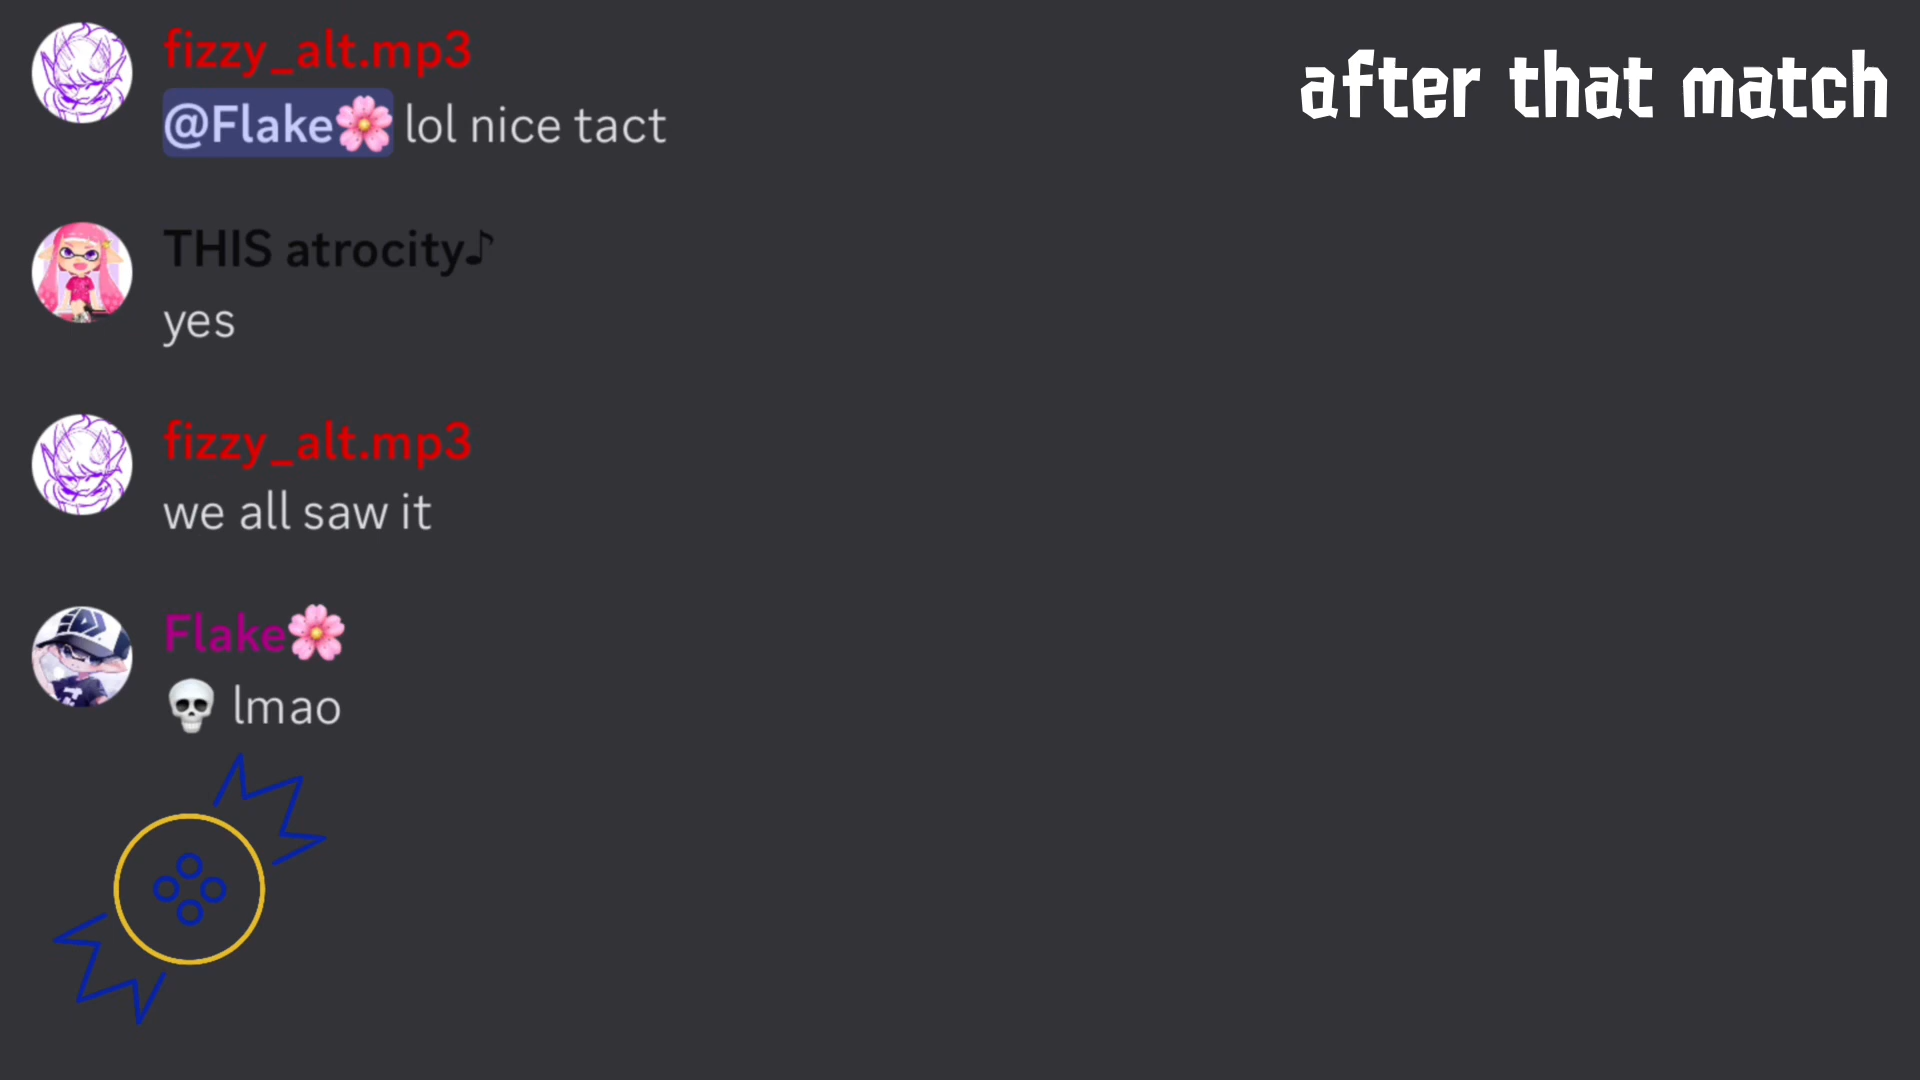 fizzy_alt.mp3
after that match
@Flake🌸 lol nice tact
THIS atrocity♪
yes
fizzy_alt.mp3
we all saw it
Flake🌸
💀 lmao